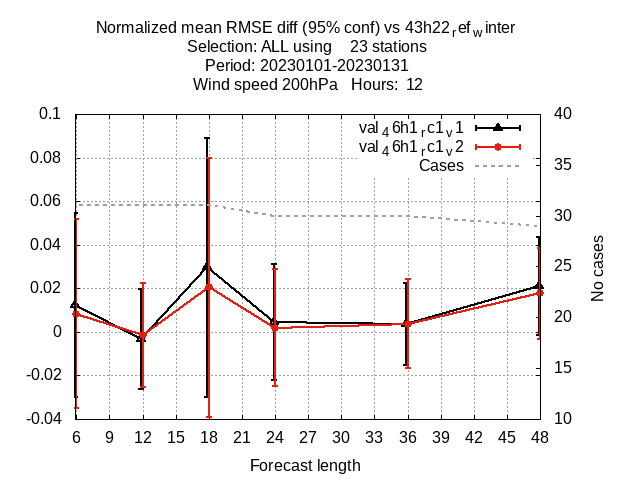 Normalized mean RMSE diff (95% conf) vs 43h22ᵣefwinter
Selection: ALL using 23 stations
Period: 20230101-20230131
Wind speed 200hPa Hours: 12
val₄6h1ᵣc1ᵥ1
val₄6h1ᵣc1ᵥ2
Cases
0.1
0.08
0.06
0.04
0.02
0
-0.02
-0.04
40
35
30
25
20
15
10
No cases
6 9 12 15 18 21 24 27 30 33 36 39 42 45 48
Forecast length